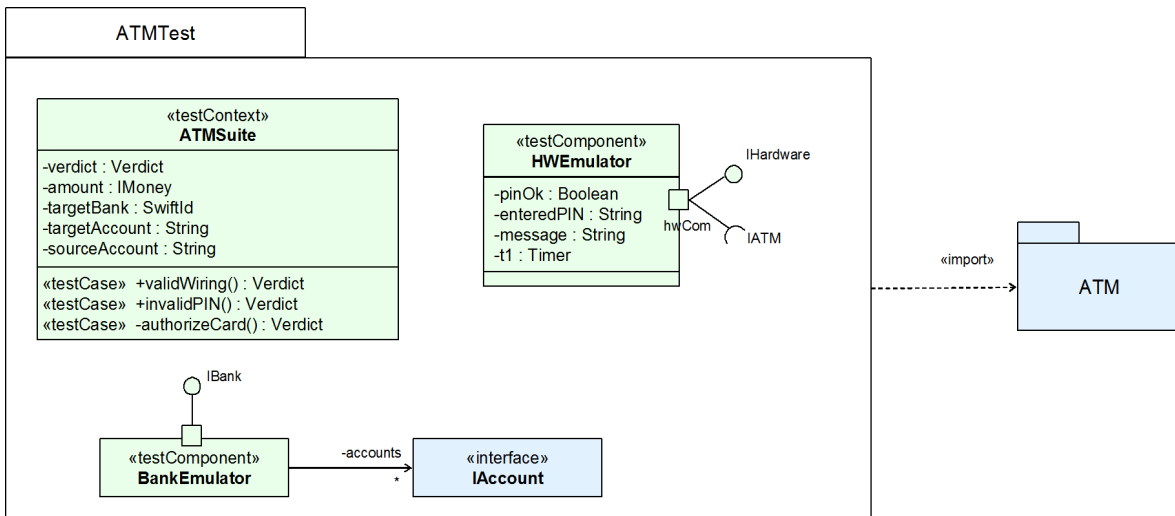 ATMTest
«testContext»
ATMSuite
-verdict : Verdict
-amount : IMoney
-targetBank : SwiftId
-targetAccount : String
-sourceAccount : String
«testCase» +validWiring() : Verdict
«testCase» +invalidPIN() : Verdict
«testCase» -authorizeCard() : Verdict
«testComponent»
HWEmulator
-pinOk : Boolean
-enteredPIN : String
-message : String
-t1 : Timer
hwCom
IHardware
IATM
«import»
ATM
IBank
«testComponent»
BankEmulator
-accounts
*
«interface»
IAccount